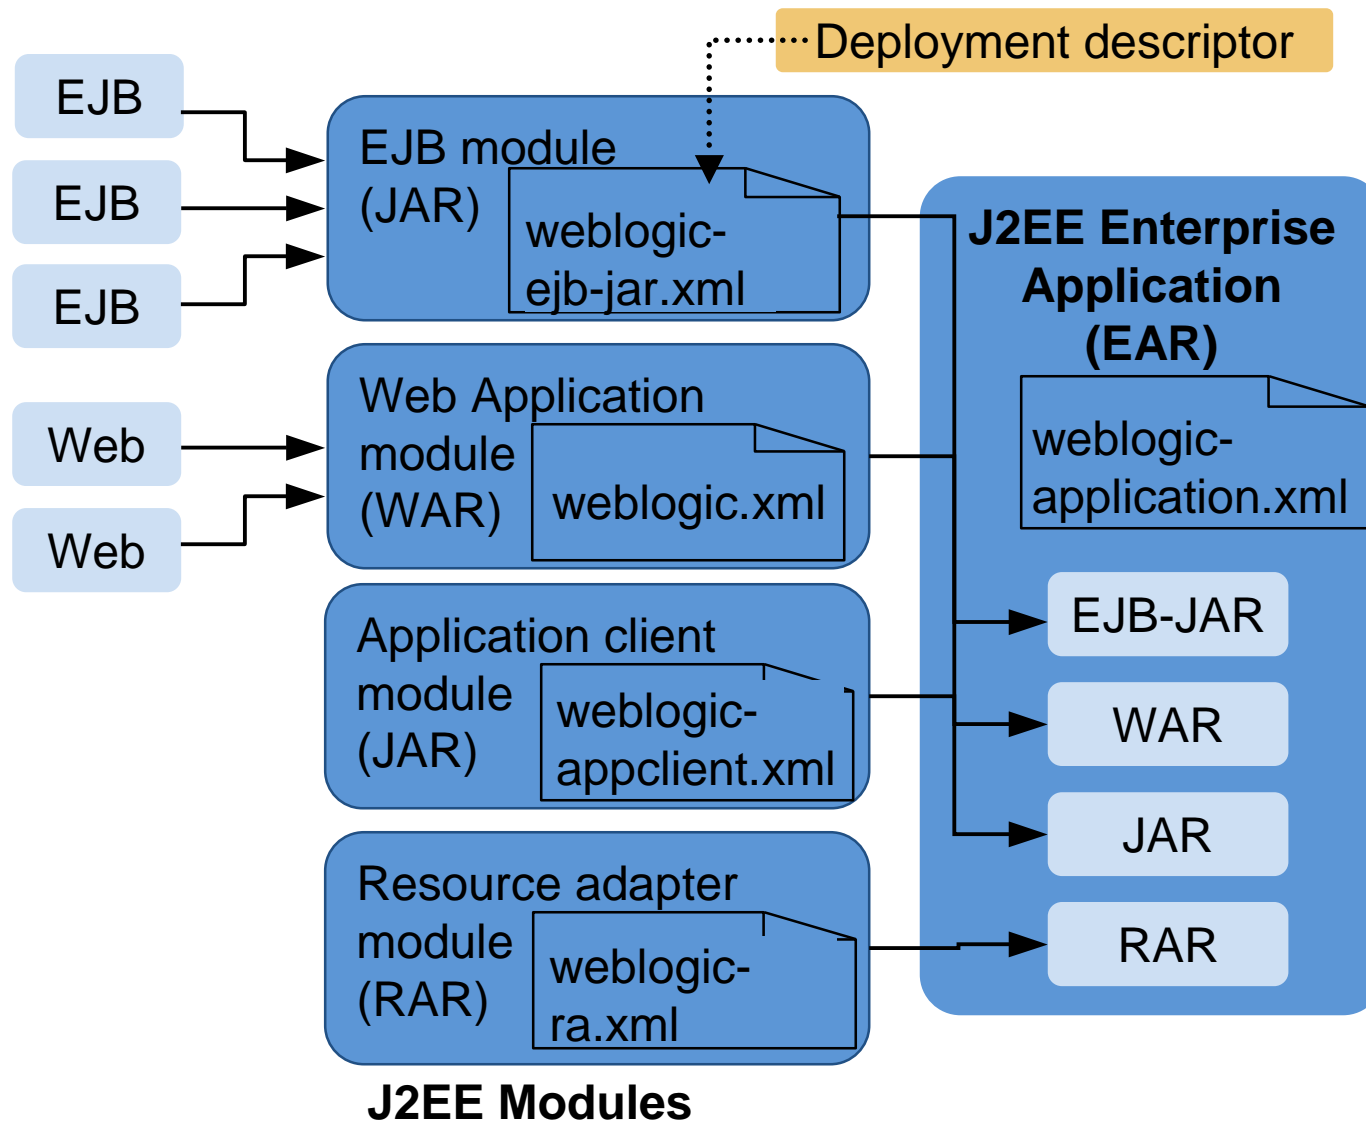 Deployment descriptor
EJB
EJB
EJB
Web
Web
EJB module
(JAR)
weblogic-
ejb-jar.xml
Web Application
module
(WAR)
weblogic.xml
Application client
module
(JAR)
weblogic-
appclient.xml
Resource adapter
module
(RAR)
weblogic-
ra.xml
J2EE Modules
J2EE Enterprise
Application
(EAR)
weblogic-
application.xml
EJB-JAR
WAR
JAR
RAR